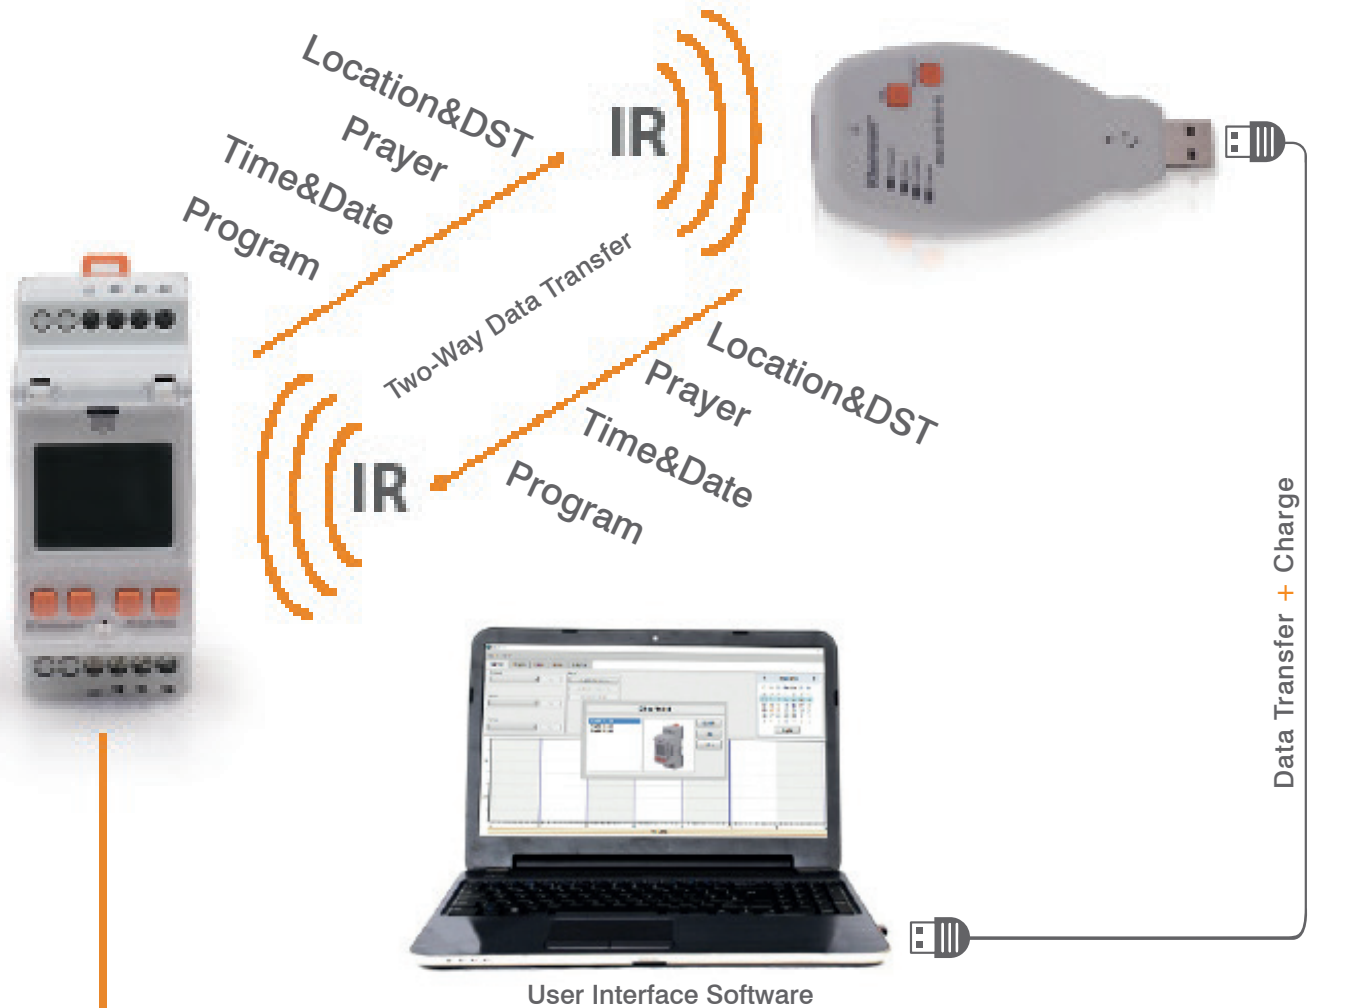 Location&DST
Prayer
Time&Date
Program
IR
Two-Way Data Transfer
IR
Location&DST
Prayer
Time&Date
Program
Data Transfer + Charge
User Interface Software